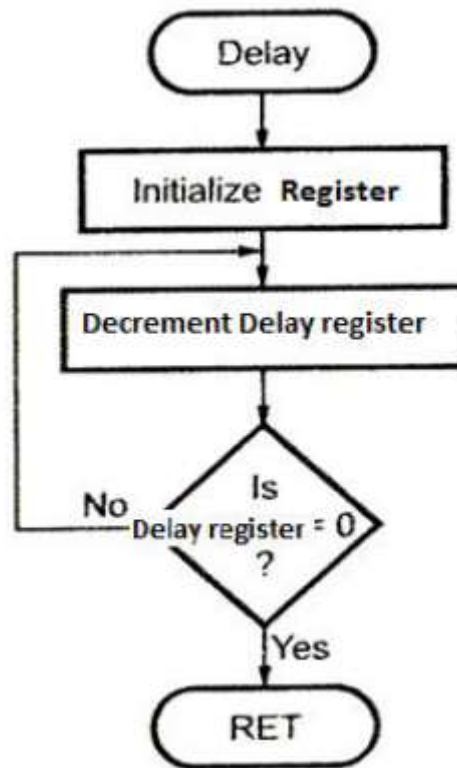 Delay
Initialize Register
Decrement Delay register
Is
No
Delay register = 0
?
Yes
RET